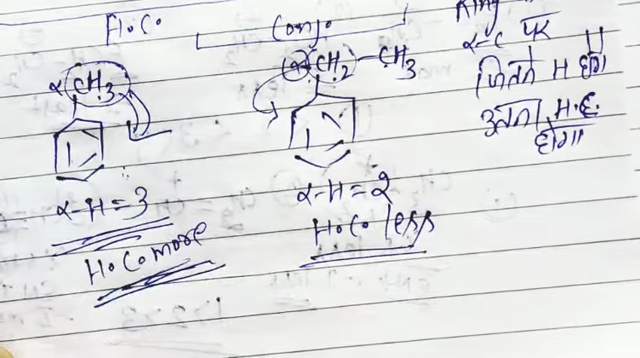 H.C. Conj.
Ring
α-C पर
जितने H होंगे
उतना H.C.
होगा
α CH3
α CH2-CH3
α-H=3
α-H=2
H.C. more
H.C. less